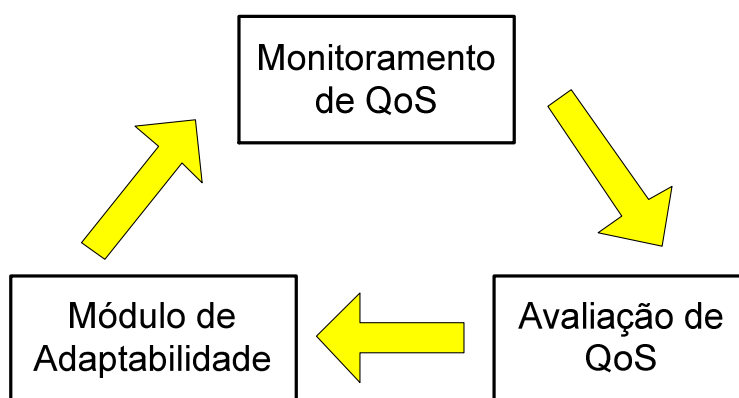 Monitoramento
de QoS
Módulo de
Adaptabilidade
Avaliação de
QoS